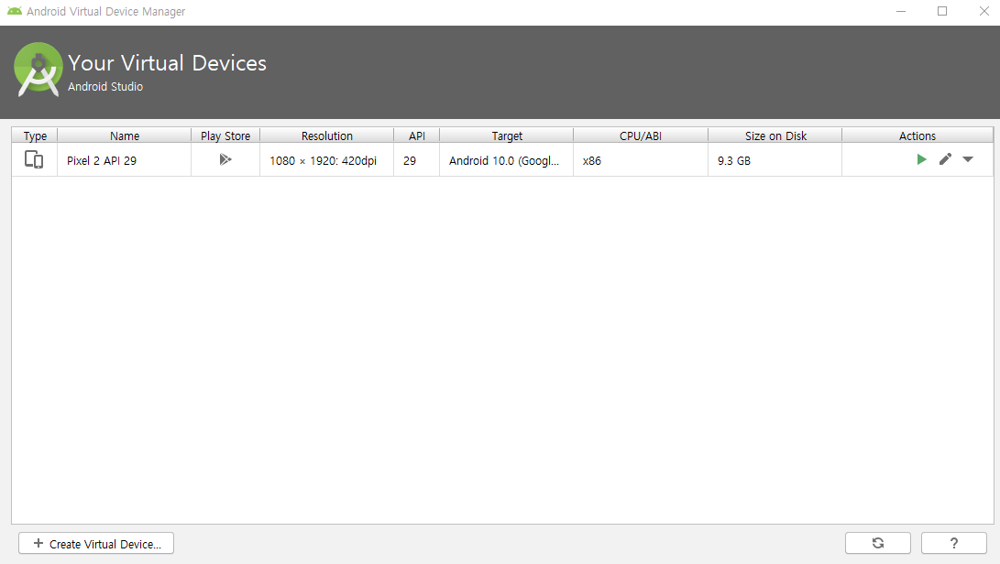 Android Virtual Device Manager
Your Virtual Devices
Android Studio
Type Name Play Store Resolution API Target CPU/ABI Size on Disk Actions
Pixel 2 API 29 1080 × 1920: 420dpi 29 Android 10.0 (Googl... x86 9.3 GB
+ Create Virtual Device... ?